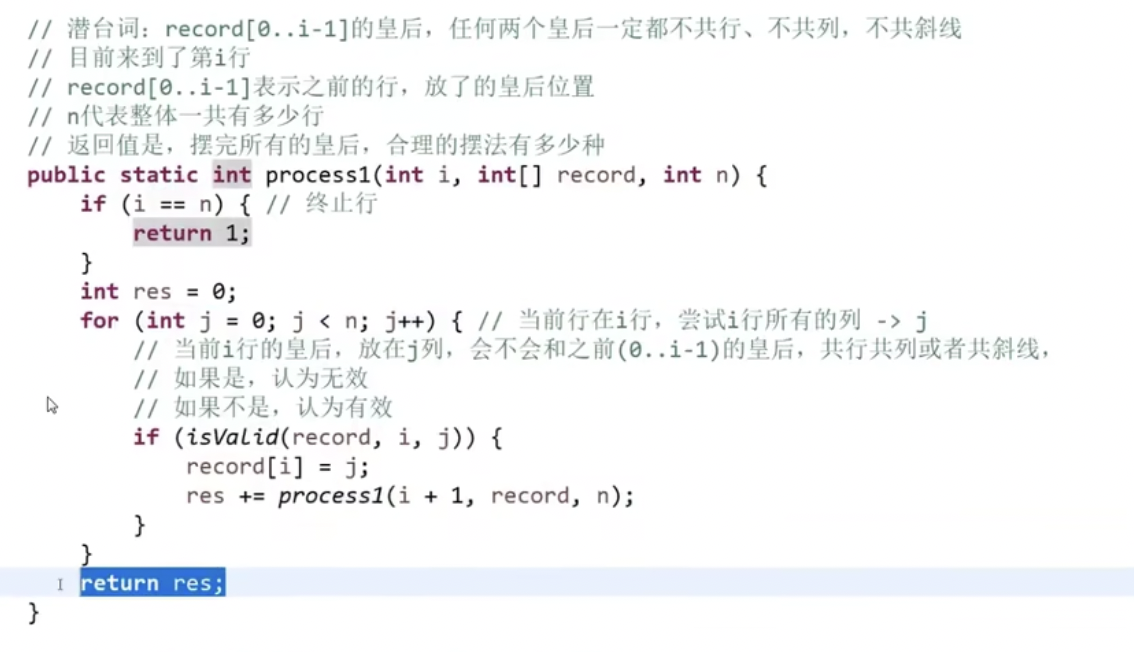 // 潜台词：record[0..i-1]的皇后，任何两个皇后一定都不共行、不共列，不共斜线
// 目前来到了第i行
// record[0..i-1]表示之前的行，放了的皇后位置
// n代表整体一共有多少行
// 返回值是，摆完所有的皇后，合理的摆法有多少种
public static int process1(int i, int[] record, int n) {
    if (i == n) { // 终止行
        return 1;
    }
    int res = 0;
    for (int j = 0; j < n; j++) { // 当前行在i行，尝试i行所有的列 -> j
        // 当前i行的皇后，放在j列，会不会和之前(0..i-1)的皇后，共行共列或者共斜线，
        // 如果是，认为无效
        // 如果不是，认为有效
        if (isValid(record, i, j)) {
            record[i] = j;
            res += process1(i + 1, record, n);
        }
    }
    return res;
}